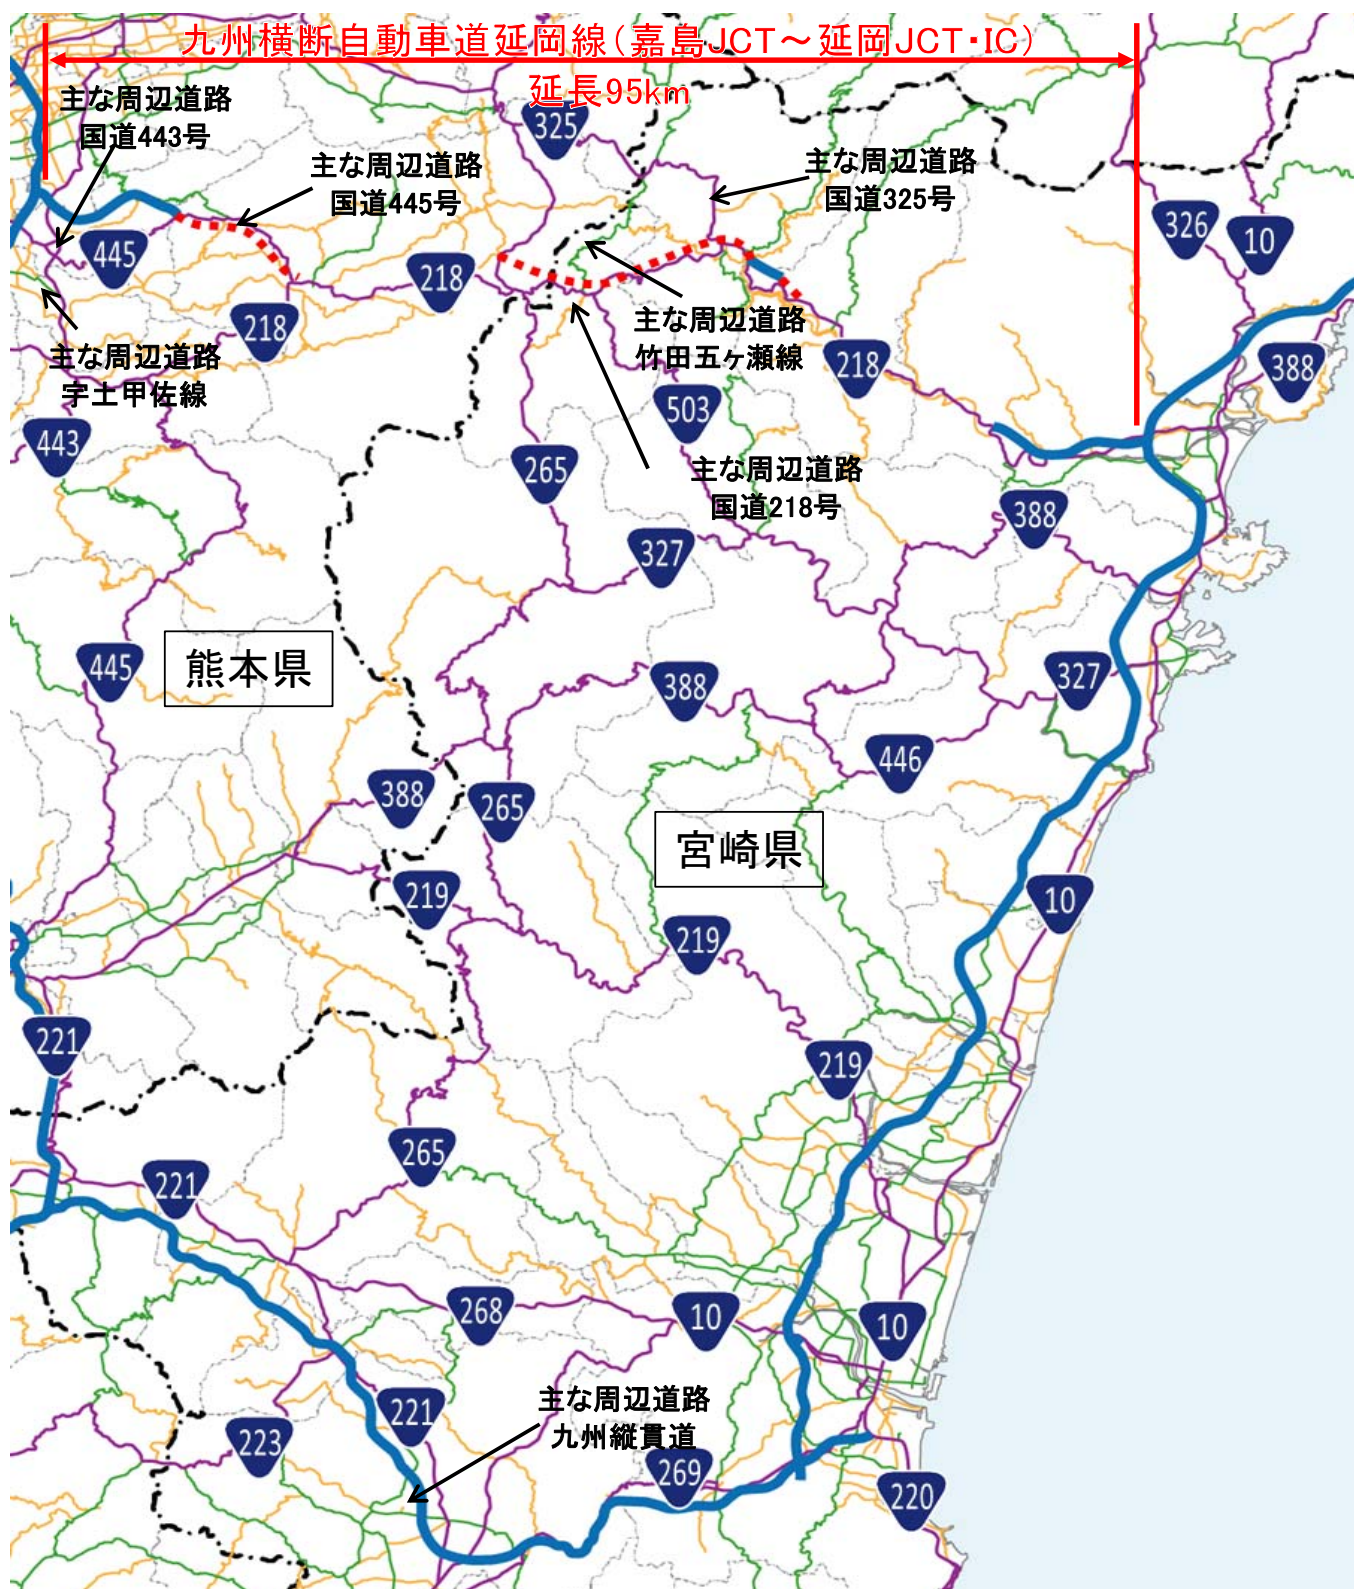 九州横断自動車道延岡線(嘉島JCT～延岡JCT･IC)
延長95km
主な周辺道路
国道443号
主な周辺道路
国道445号
325
主な周辺道路
国道325号
326
10
445
218
218
主な周辺道路
竹田五ヶ瀬線
主な周辺道路
宇土甲佐線
218
388
503
443
265
主な周辺道路
国道218号
388
327
熊本県
445
388
327
446
388
265
宮崎県
219
10
219
221
219
265
221
268
10
10
主な周辺道路
九州縦貫道
221
223
269
220